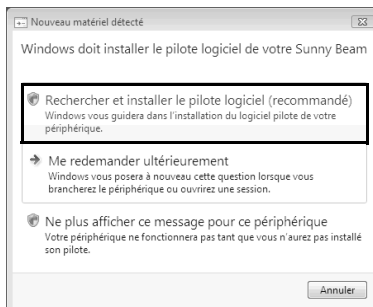 Nouveau matériel détecté
Windows doit installer le pilote logiciel de votre Sunny Beam
Rechercher et installer le pilote logiciel (recommandé)
Windows vous guidera dans l'installation du logiciel pilote de votre
périphérique.
Me redemander ultérieurement
Windows vous posera à nouveau cette question lorsque vous
brancherez le périphérique ou ouvrirez une session.
Ne plus afficher ce message pour ce périphérique
Votre périphérique ne fonctionnera pas tant que vous n'aurez pas installé
son pilote.
Annuler